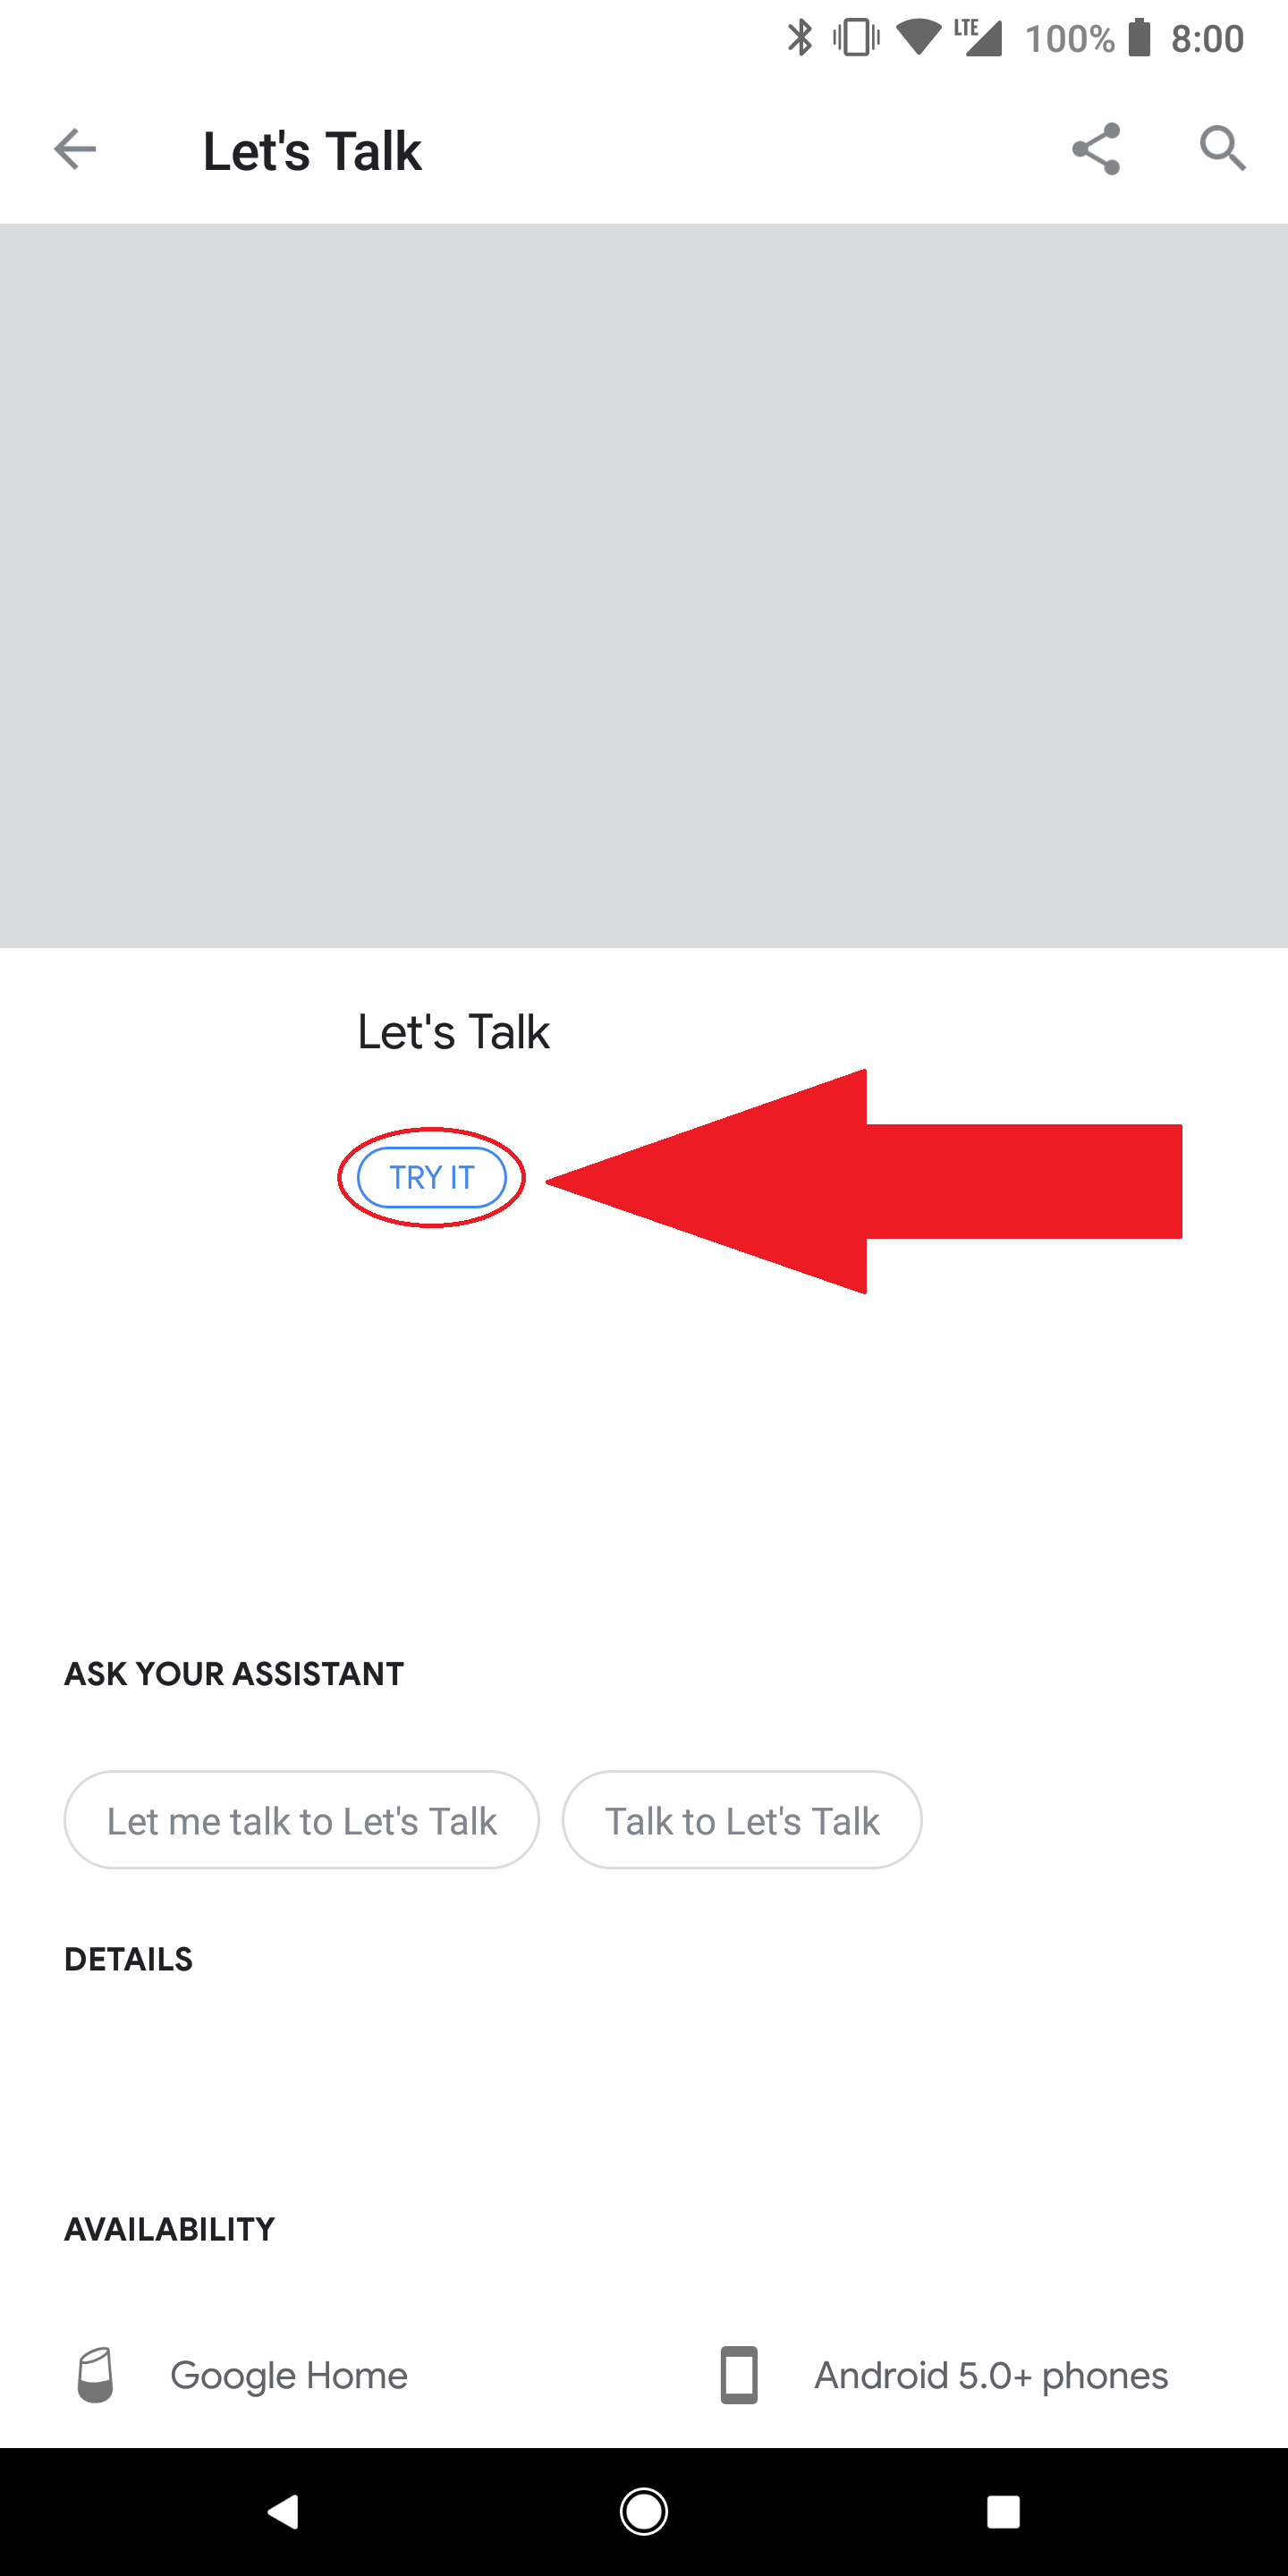 LTE 100% 8:00
Let's Talk
Let's Talk
TRY IT
ASK YOUR ASSISTANT
Let me talk to Let's Talk Talk to Let's Talk
DETAILS
AVAILABILITY
Google Home Android 5.0+ phones